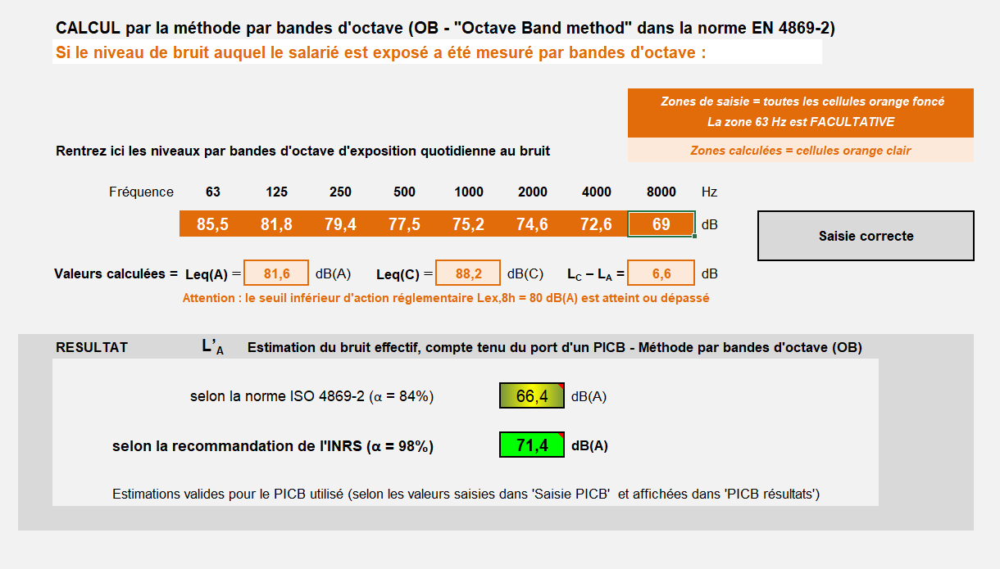 CALCUL par la méthode par bandes d'octave (OB - "Octave Band method" dans la norme EN 4869-2)
Si le niveau de bruit auquel le salarié est exposé a été mesuré par bandes d'octave :
Zones de saisie = toutes les cellules orange foncé
La zone 63 Hz est FACULTATIVE
Zones calculées = cellules orange clair
Rentrez ici les niveaux par bandes d'octave d'exposition quotidienne au bruit
Fréquence 63 125 250 500 1000 2000 4000 8000 Hz
85,5 81,8 79,4 77,5 75,2 74,6 72,6 69 dB
Saisie correcte
Valeurs calculées = Leq(A) = 81,6 dB(A) Leq(C) = 88,2 dB(C) LC – LA = 6,6 dB
Attention : le seuil inférieur d'action réglementaire Lex,8h = 80 dB(A) est atteint ou dépassé
RESULTAT L’A Estimation du bruit effectif, compte tenu du port d'un PICB - Méthode par bandes d'octave (OB)
selon la norme ISO 4869-2 (α = 84%) 66,4 dB(A)
selon la recommandation de l'INRS (α = 98%) 71,4 dB(A)
Estimations valides pour le PICB utilisé (selon les valeurs saisies dans 'Saisie PICB' et affichées dans 'PICB résultats')